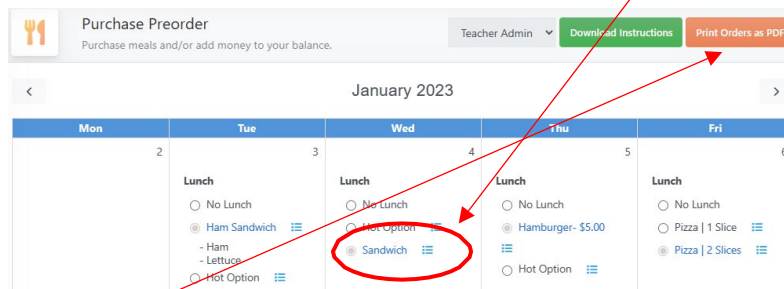 Purchase Preorder
Purchase meals and/or add money to your balance.
Teacher Admin
Download Instructions
Print Orders as PDF
January 2023
Mon Tue Wed Thu Fri
2 3 4 5 6
Lunch Lunch Lunch Lunch
No Lunch No Lunch No Lunch No Lunch
Ham Sandwich Hot Option Hamburger- $5.00 Pizza | 1 Slice
- Ham Sandwich Pizza | 2 Slices
- Lettuce
Hot Option Hot Option